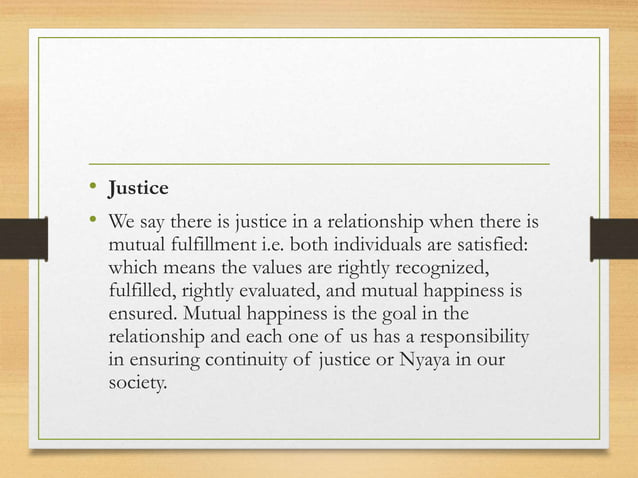 • Justice
• We say there is justice in a relationship when there is
mutual fulfillment i.e. both individuals are satisfied:
which means the values are rightly recognized,
fulfilled, rightly evaluated, and mutual happiness is
ensured. Mutual happiness is the goal in the
relationship and each one of us has a responsibility
in ensuring continuity of justice or Nyaya in our
society.